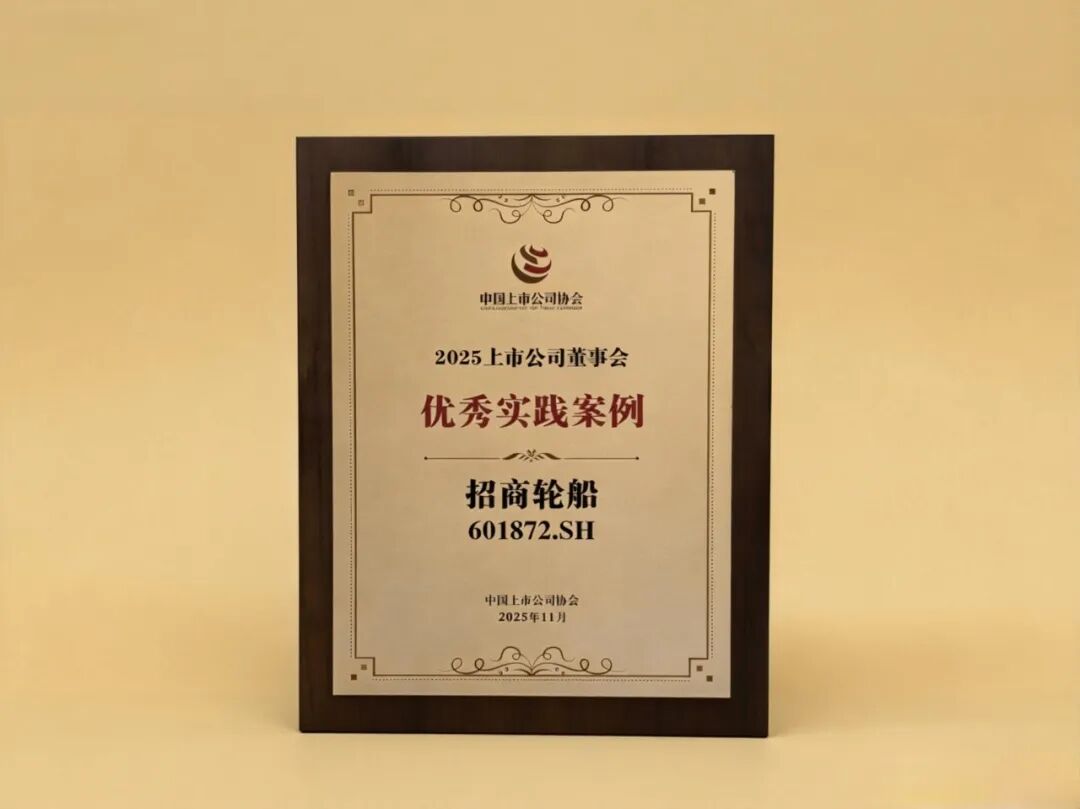 中国上市公司协会
2025上市公司董事会
优秀实践案例
招商轮船
601872.SH
中国上市公司协会
2025年11月